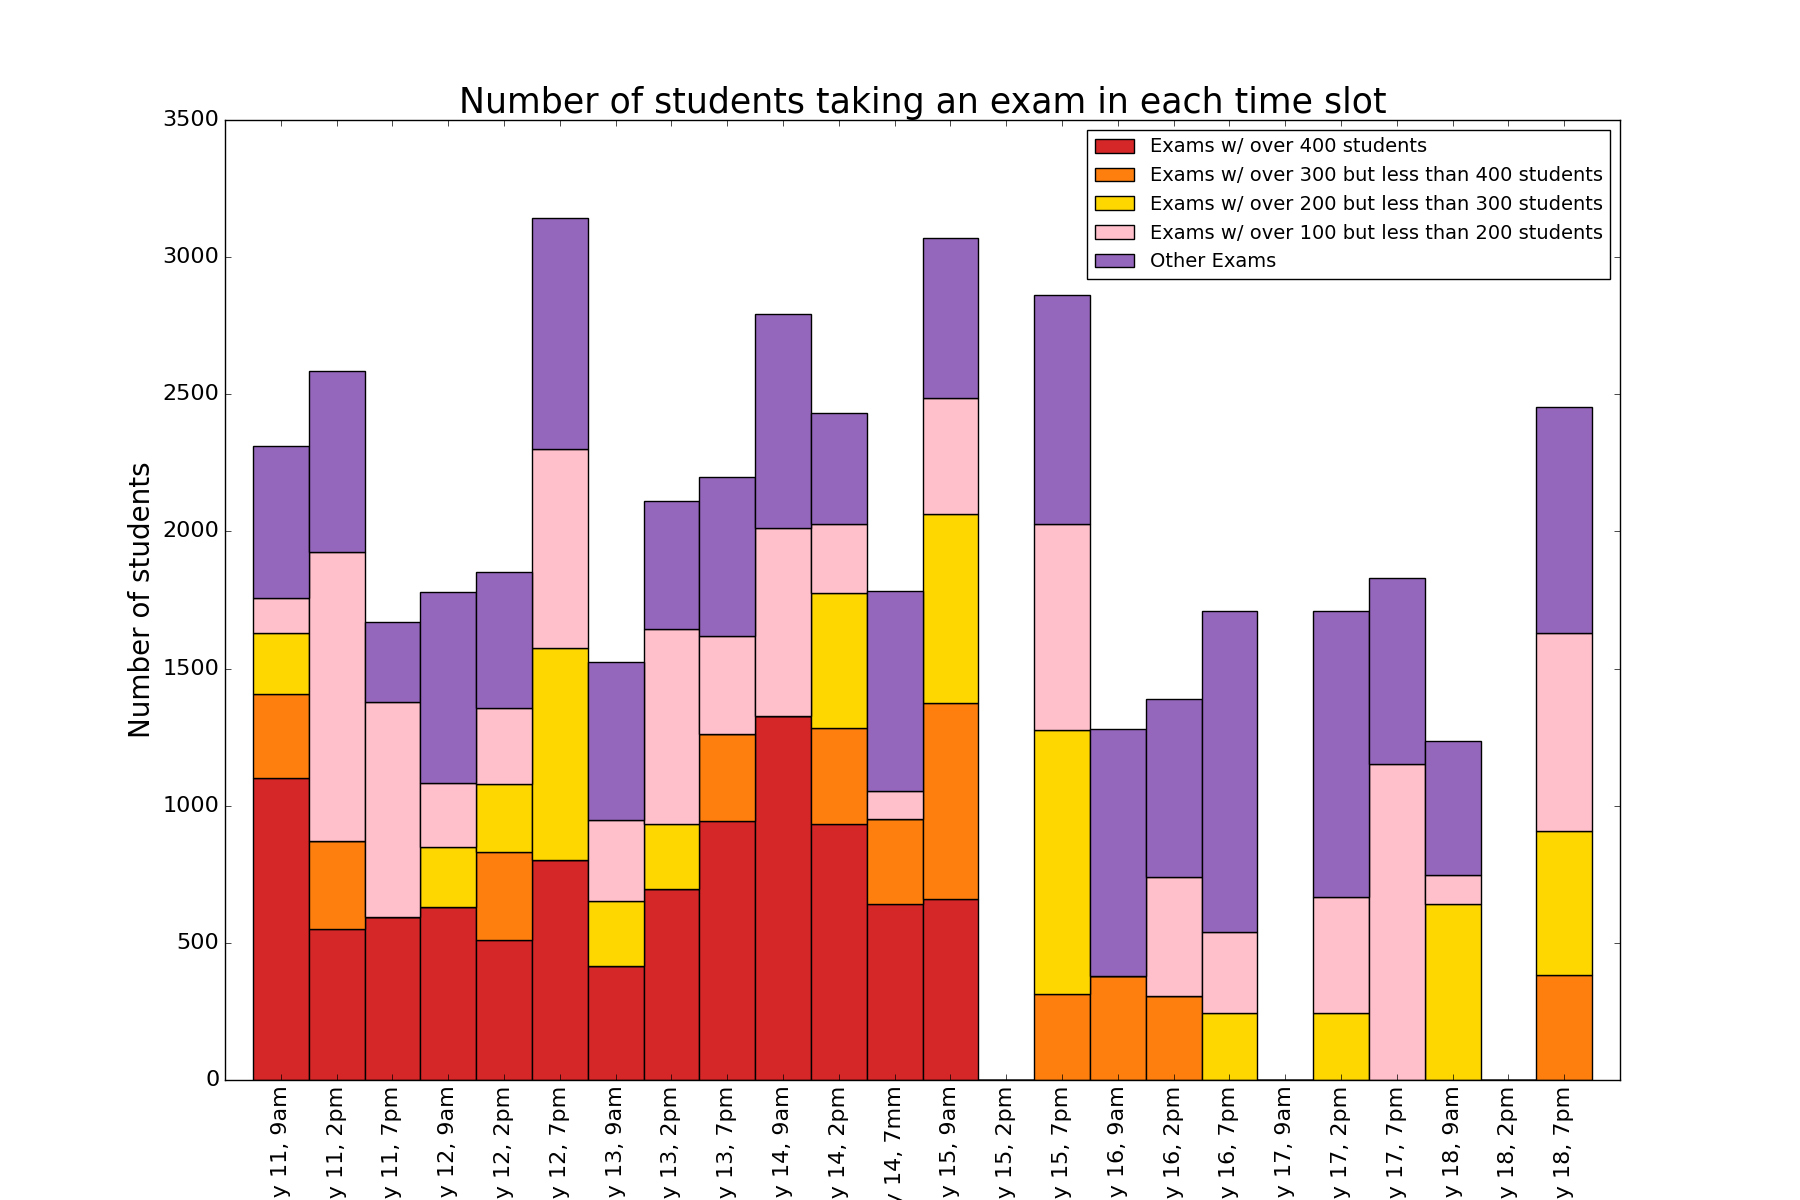 Number of students taking an exam in each time slot
Exams w/ over 400 students
Exams w/ over 300 but less than 400 students
Exams w/ over 200 but less than 300 students
Exams w/ over 100 but less than 200 students
Other Exams
Number of students
3500
3000
2500
2000
1500
1000
500
0
y 11, 9am
y 11, 2pm
y 11, 7pm
y 12, 9am
y 12, 2pm
y 12, 7pm
y 13, 9am
y 13, 2pm
y 13, 7pm
y 14, 9am
y 14, 2pm
y 14, 7mm
y 15, 9am
y 15, 2pm
y 15, 7pm
y 16, 9am
y 16, 2pm
y 16, 7pm
y 17, 9am
y 17, 2pm
y 17, 7pm
y 18, 9am
y 18, 2pm
y 18, 7pm